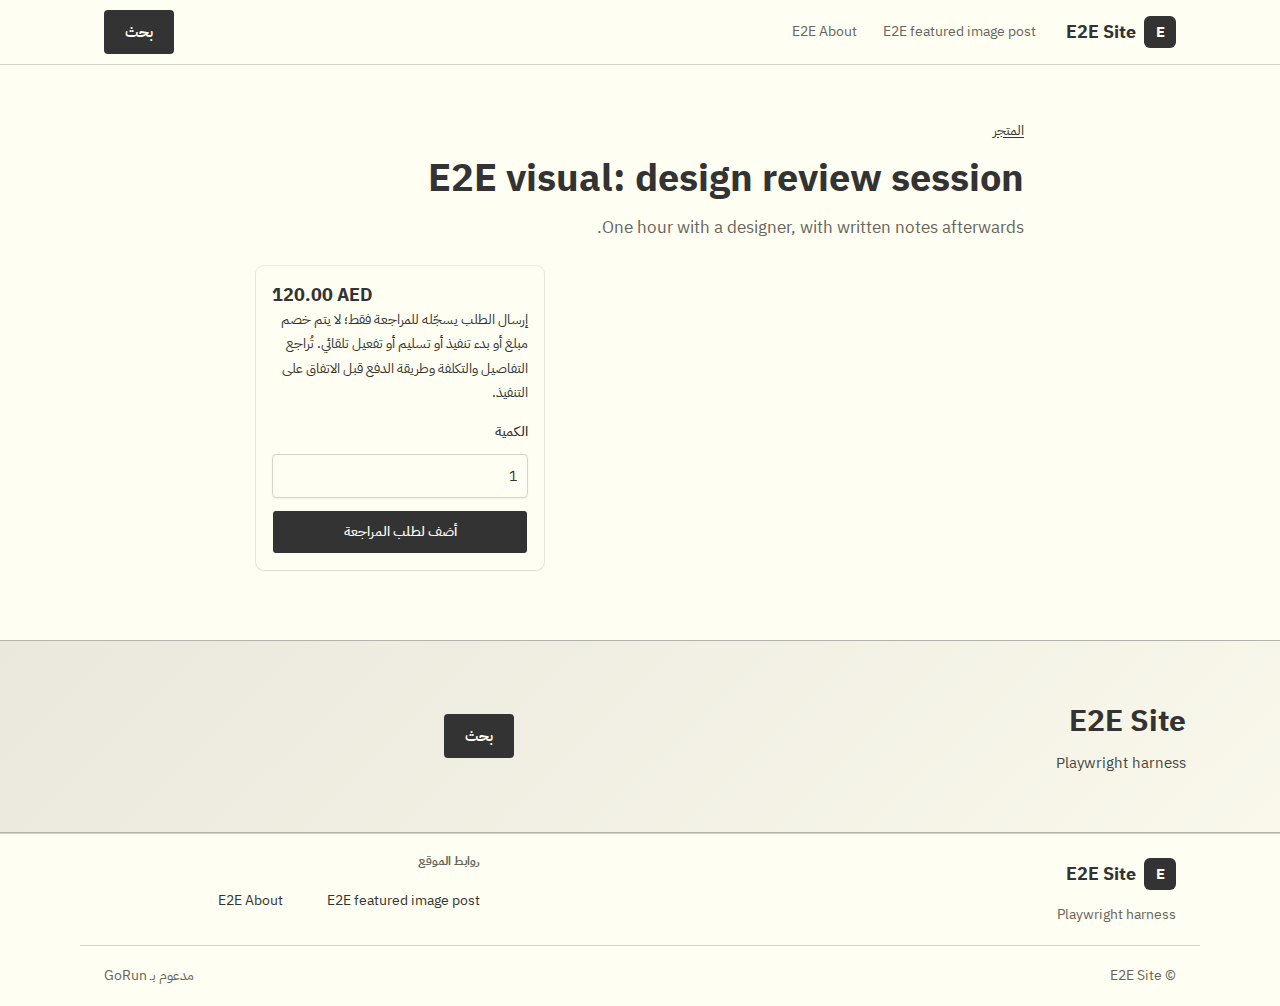 E E2E Site
E2E featured image post
E2E About
بحث
المتجر
E2E visual: design review session
One hour with a designer, with written notes afterwards.
120.00 AED
إرسال الطلب يسجّله للمراجعة فقط؛ لا يتم خصم
مبلغ أو بدء تنفيذ أو تسليم أو تفعيل تلقائي. تُراجع
التفاصيل والتكلفة وطريقة الدفع قبل الاتفاق على
التنفيذ.
الكمية
1
أضف لطلب المراجعة
E2E Site
Playwright harness
بحث
E E2E Site
Playwright harness
روابط الموقع
E2E featured image post
E2E About
© E2E Site
مدعوم بـ GoRun